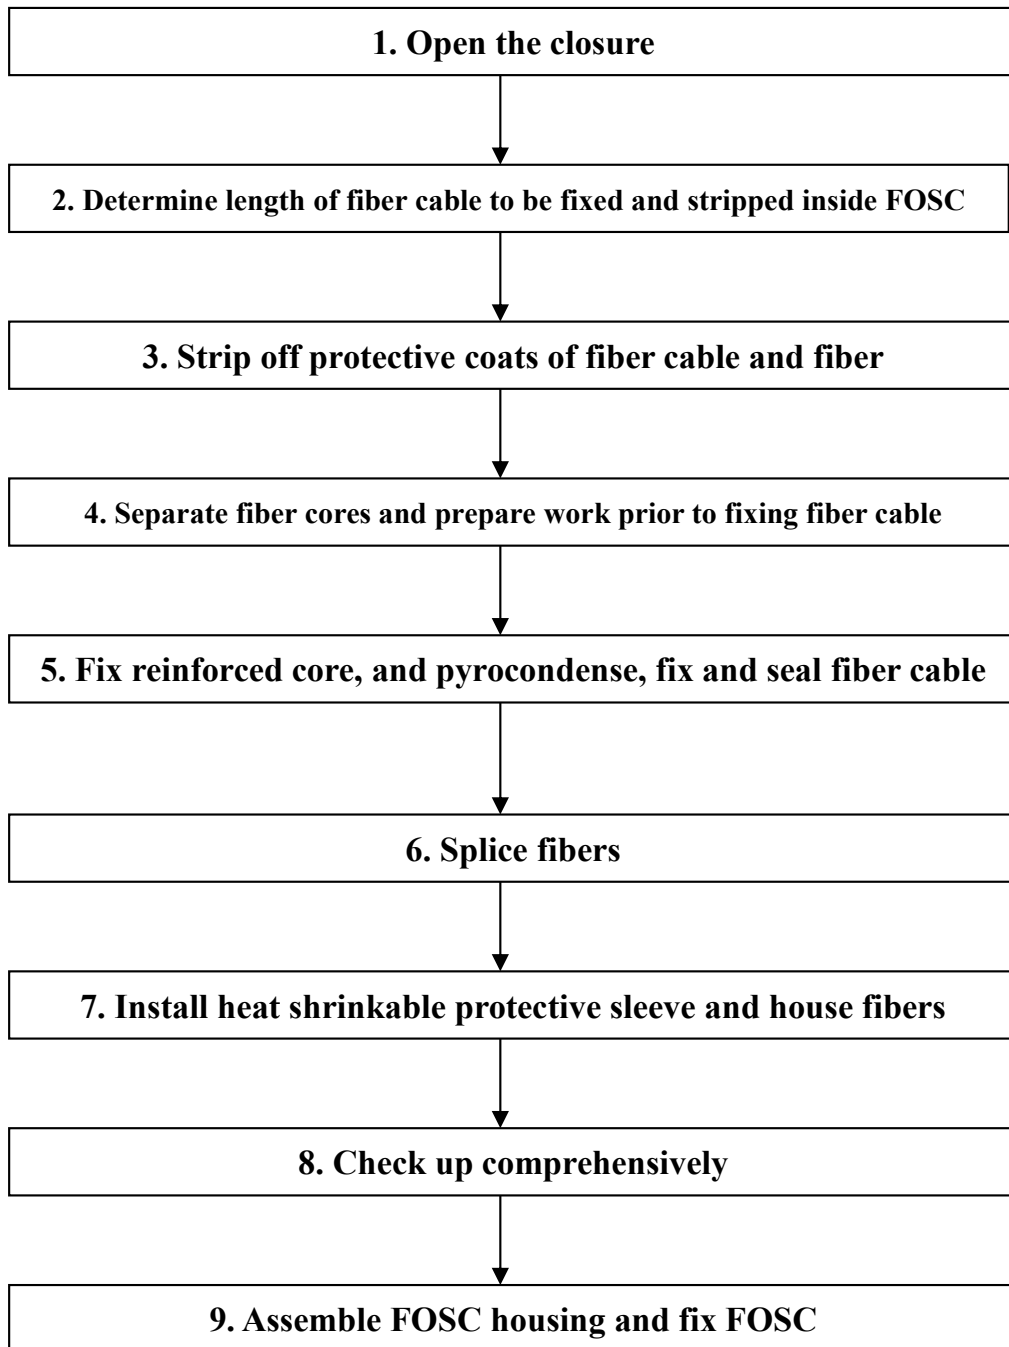 1. Open the closure
2. Determine length of fiber cable to be fixed and stripped inside FOSC
3. Strip off protective coats of fiber cable and fiber
4. Separate fiber cores and prepare work prior to fixing fiber cable
5. Fix reinforced core, and pyrocondense, fix and seal fiber cable
6. Splice fibers
7. Install heat shrinkable protective sleeve and house fibers
8. Check up comprehensively
9. Assemble FOSC housing and fix FOSC